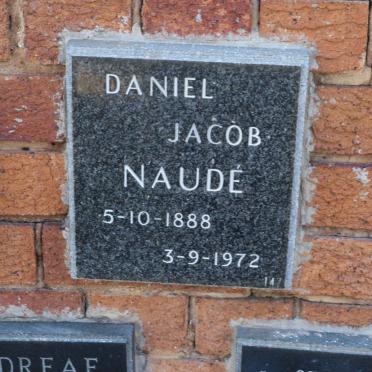 DANIEL
JACOB
NAUDÉ
5-10-1888
3-9-1972
147